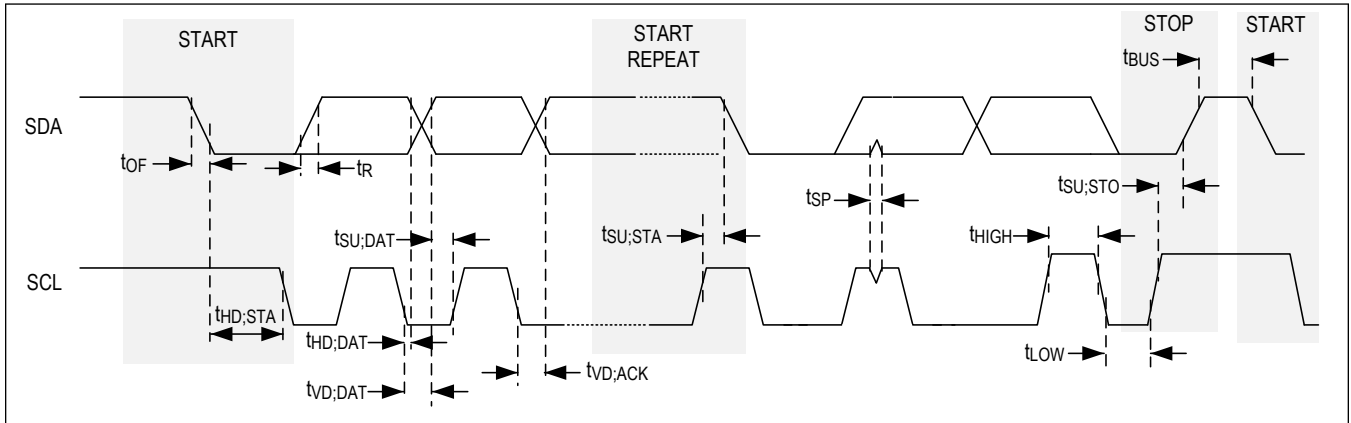 START
START
REPEAT
STOP
START
tBUS
SDA
tOF
tR
tSP
tSU;STO
tSU;DAT
tSU;STA
tHIGH
SCL
tHD;STA
tHD;DAT
tVD;DAT
tVD;ACK
tLOW